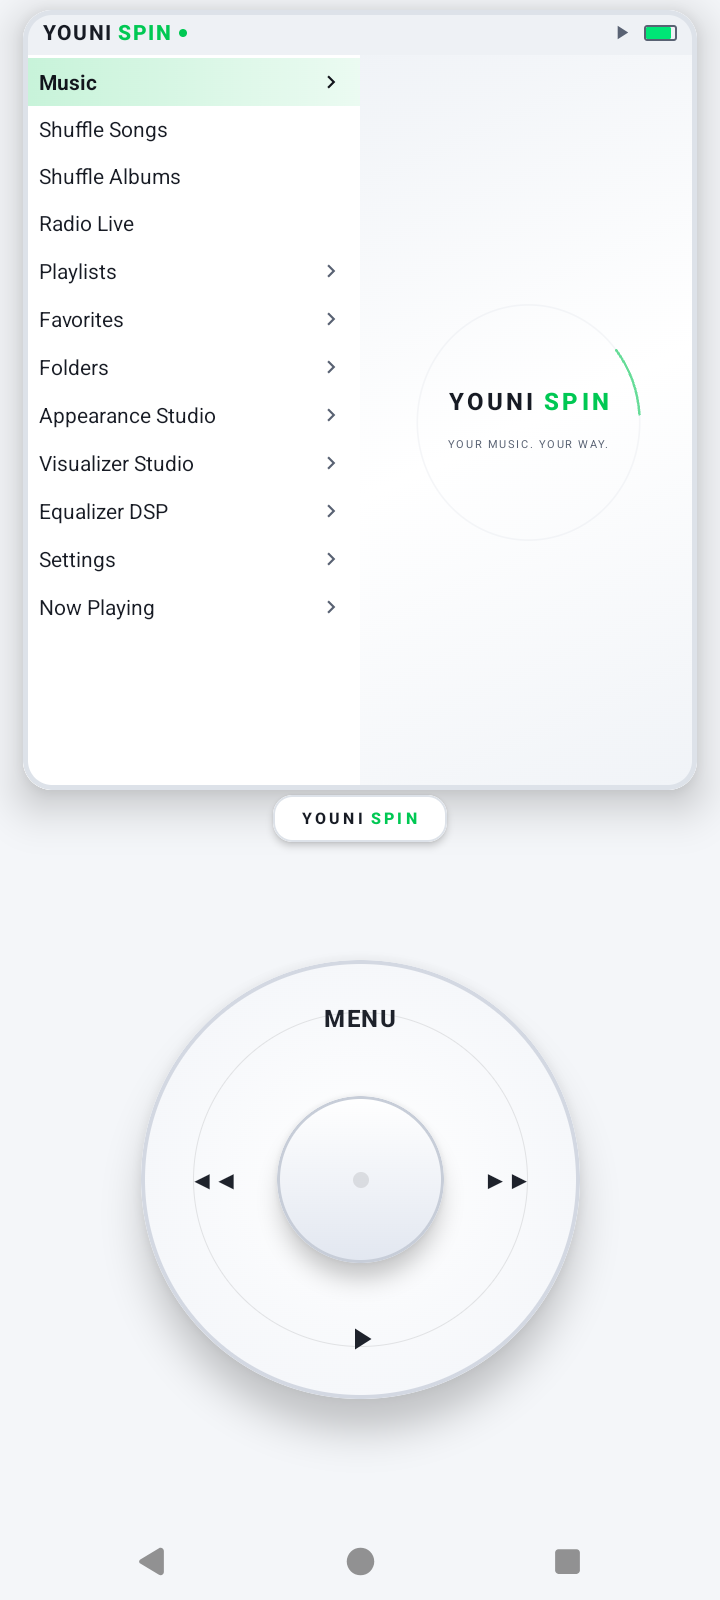 YOUNI SPIN
Music
Shuffle Songs
Shuffle Albums
Radio Live
Playlists
Favorites
Folders
Appearance Studio
Visualizer Studio
Equalizer DSP
Settings
Now Playing
YOUNI SPIN
YOUR MUSIC. YOUR WAY.
YOUNI SPIN
MENU